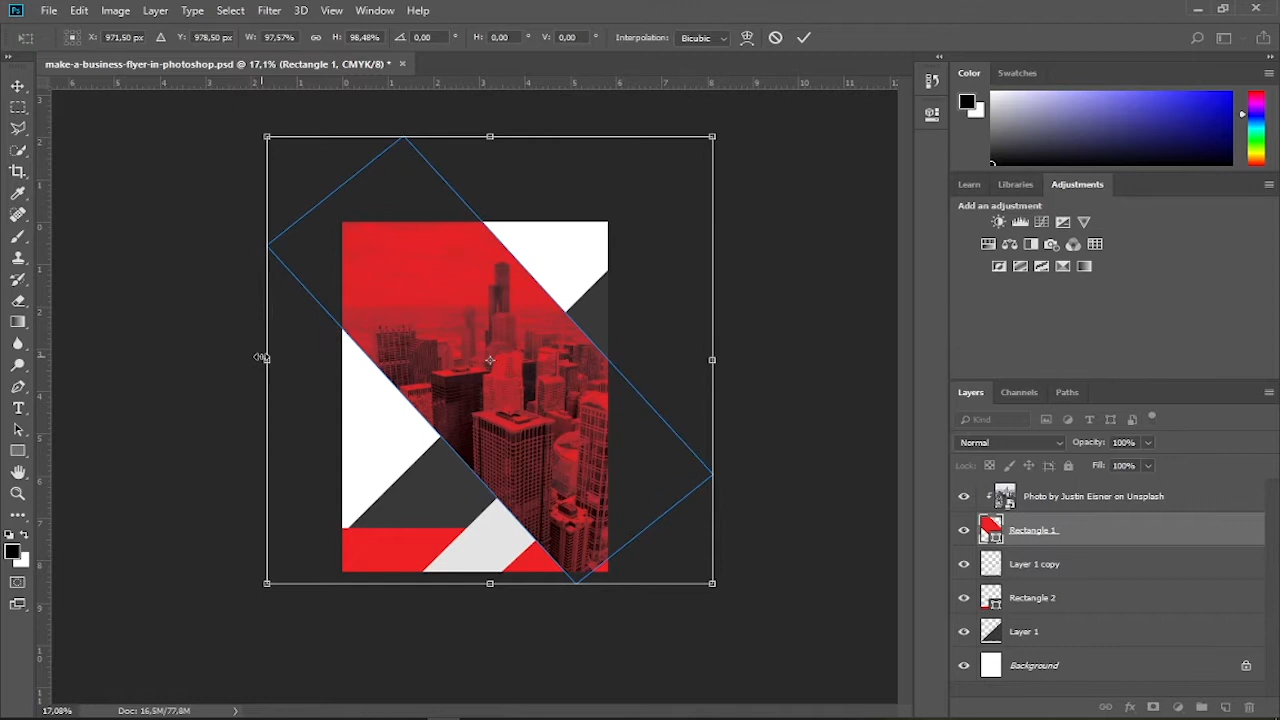 Ps File Edit Image Layer Type Select Filter 3D View Window Help
X: 971,50 px Y: 978,50 px W: 97,57% H: 98,48% 0,00 ° H: 0,00 ° V: 0,00 ° Interpolation: Bicubic
make-a-business-flyer-in-photoshop.psd @ 17,1% (Rectangle 1, CMYK/8) * ×
Color Swatches
Learn Libraries Adjustments
Add an adjustment
Layers Channels Paths
Kind
Normal Opacity: 100%
Lock: Fill: 100%
Photo by Justin Eisner on Unsplash
Rectangle 1
Layer 1 copy
Rectangle 2
Layer 1
Background
17,08% Doc: 16,5M/77,8M